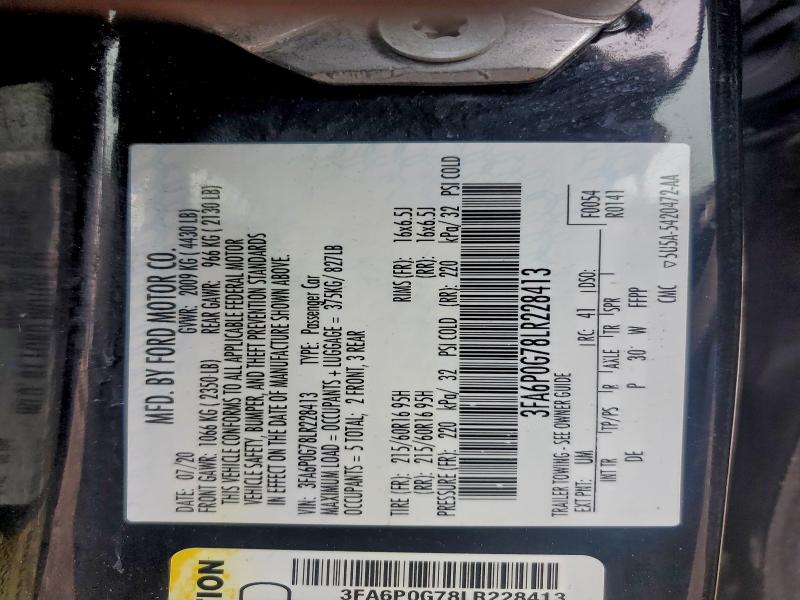 MFD. BY FORD MOTOR CO.
DATE: 07/20 GVWR: 2009 KG ( 4430 LB)
FRONT GAWR: 1066 KG ( 2350 LB) REAR GAWR: 966 KG ( 2130 LB)
THIS VEHICLE CONFORMS TO ALL APPLICABLE FEDERAL MOTOR
VEHICLE SAFETY, BUMPER, AND THEFT PREVENTION STANDARDS
IN EFFECT ON THE DATE OF MANUFACTURE SHOWN ABOVE.
VIN: 3FA6P0G78LR228413 TYPE: Passenger Car
MAXIMUM LOAD = OCCUPANTS + LUGGAGE = 375KG/ 827LB
OCCUPANTS = 5 TOTAL; 2 FRONT, 3 REAR
TIRE (FR): 215/60R16 95H RIMS (FR): 16x6.5J
(RR): 215/60R16 95H (RR): 16x6.5J
PRESSURE (FR): 220 kPa/ 32 PSI COLD (RR): 220 kPa/ 32 PSI COLD
3FA6P0G78LR228413
TRAILER TOWING - SEE OWNER GUIDE
F0054
EXT PNT: UM RC: 41 DSO: R0141
INT TR TP/PS R AXLE TR SPR
DE P 30 W FFPP
CMC ▽5U5A-5420472-AA
TION
3FA6P0G78LR228413